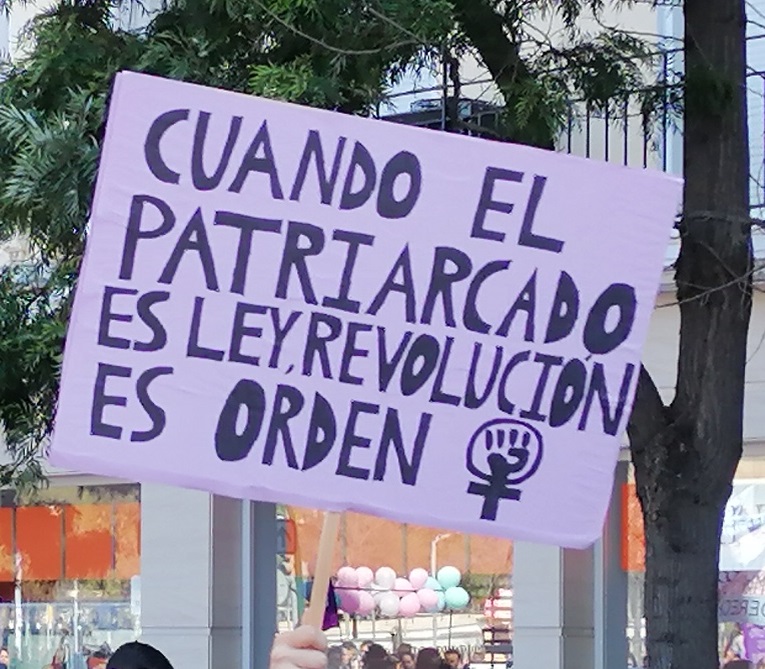 CUANDO EL
PATRIARCADO
ES LEY, REVOLUCIÓN
ES ORDEN